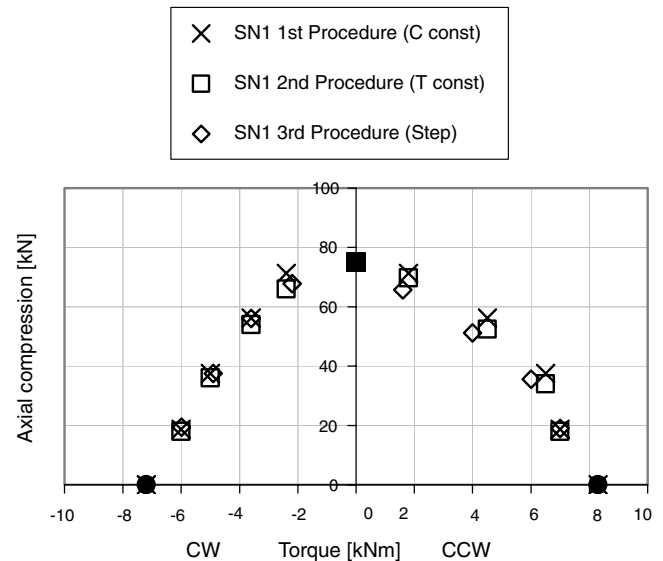 SN1 1st Procedure (C const)
SN1 2nd Procedure (T const)
SN1 3rd Procedure (Step)
100
80
60
40
20
0
Axial compression [kN]
-10 -8 -6 -4 -2 0 2 4 6 8 10
CW Torque [kNm] CCW